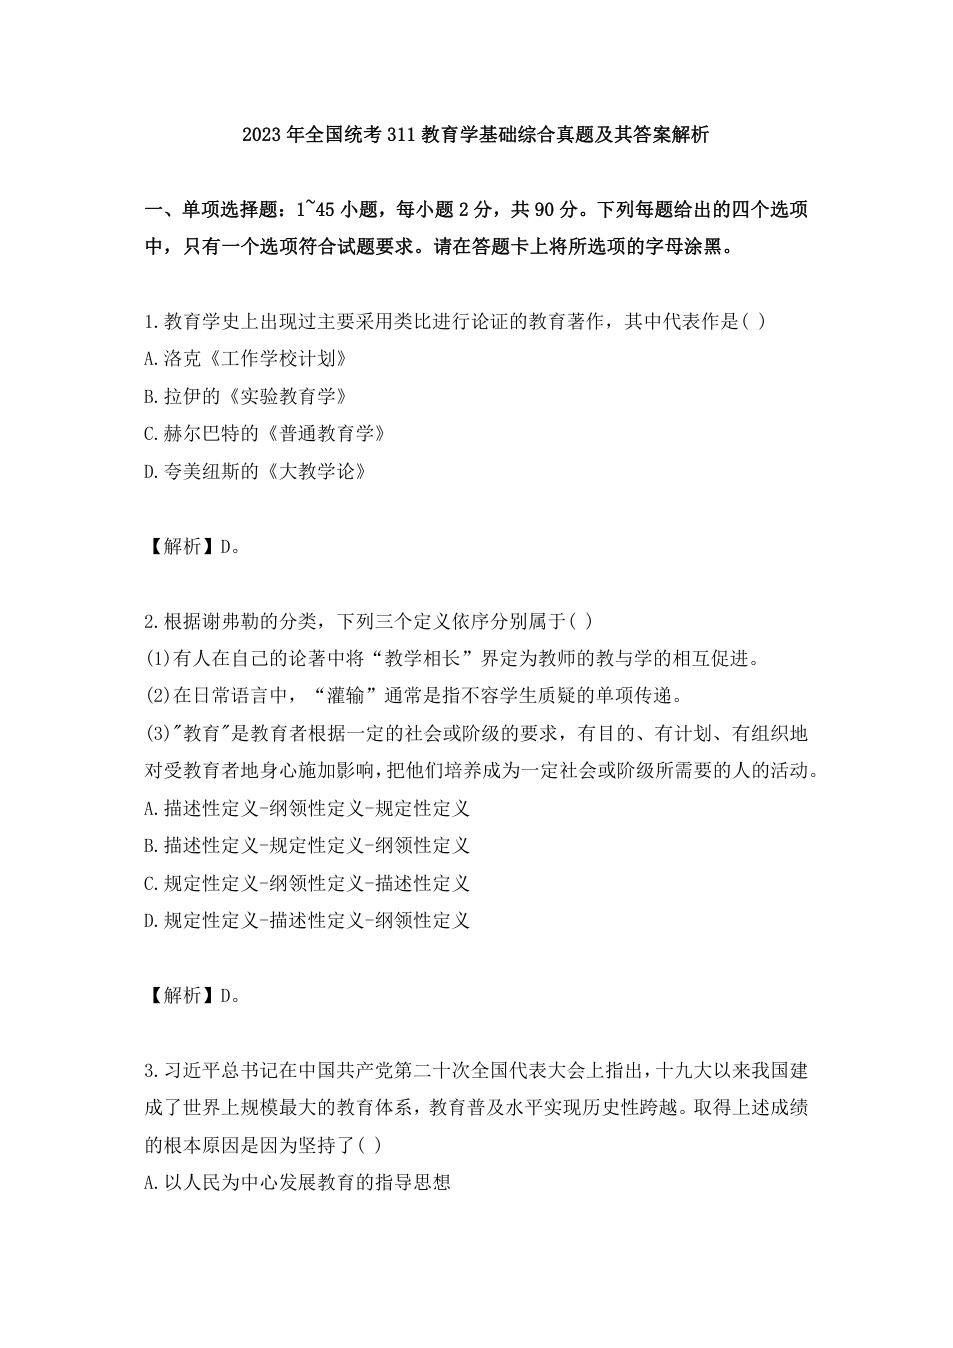 2023 年全国统考 311 教育学基础综合真题及其答案解析
一、单项选择题：1~45 小题，每小题 2 分，共 90 分。下列每题给出的四个选项
中，只有一个选项符合试题要求。请在答题卡上将所选项的字母涂黑。
1.教育学史上出现过主要采用类比进行论证的教育著作，其中代表作是( )
A.洛克《工作学校计划》
B.拉伊的《实验教育学》
C.赫尔巴特的《普通教育学》
D.夸美纽斯的《大教学论》
【解析】D。
2.根据谢弗勒的分类，下列三个定义依序分别属于( )
(1)有人在自己的论著中将“教学相长”界定为教师的教与学的相互促进。
(2)在日常语言中，“灌输”通常是指不容学生质疑的单项传递。
(3)"教育"是教育者根据一定的社会或阶级的要求，有目的、有计划、有组织地
对受教育者地身心施加影响,把他们培养成为一定社会或阶级所需要的人的活动。
A.描述性定义-纲领性定义-规定性定义
B.描述性定义-规定性定义-纲领性定义
C.规定性定义-纲领性定义-描述性定义
D.规定性定义-描述性定义-纲领性定义
【解析】D。
3.习近平总书记在中国共产党第二十次全国代表大会上指出,十九大以来我国建
成了世界上规模最大的教育体系,教育普及水平实现历史性跨越。取得上述成绩
的根本原因是因为坚持了( )
A.以人民为中心发展教育的指导思想